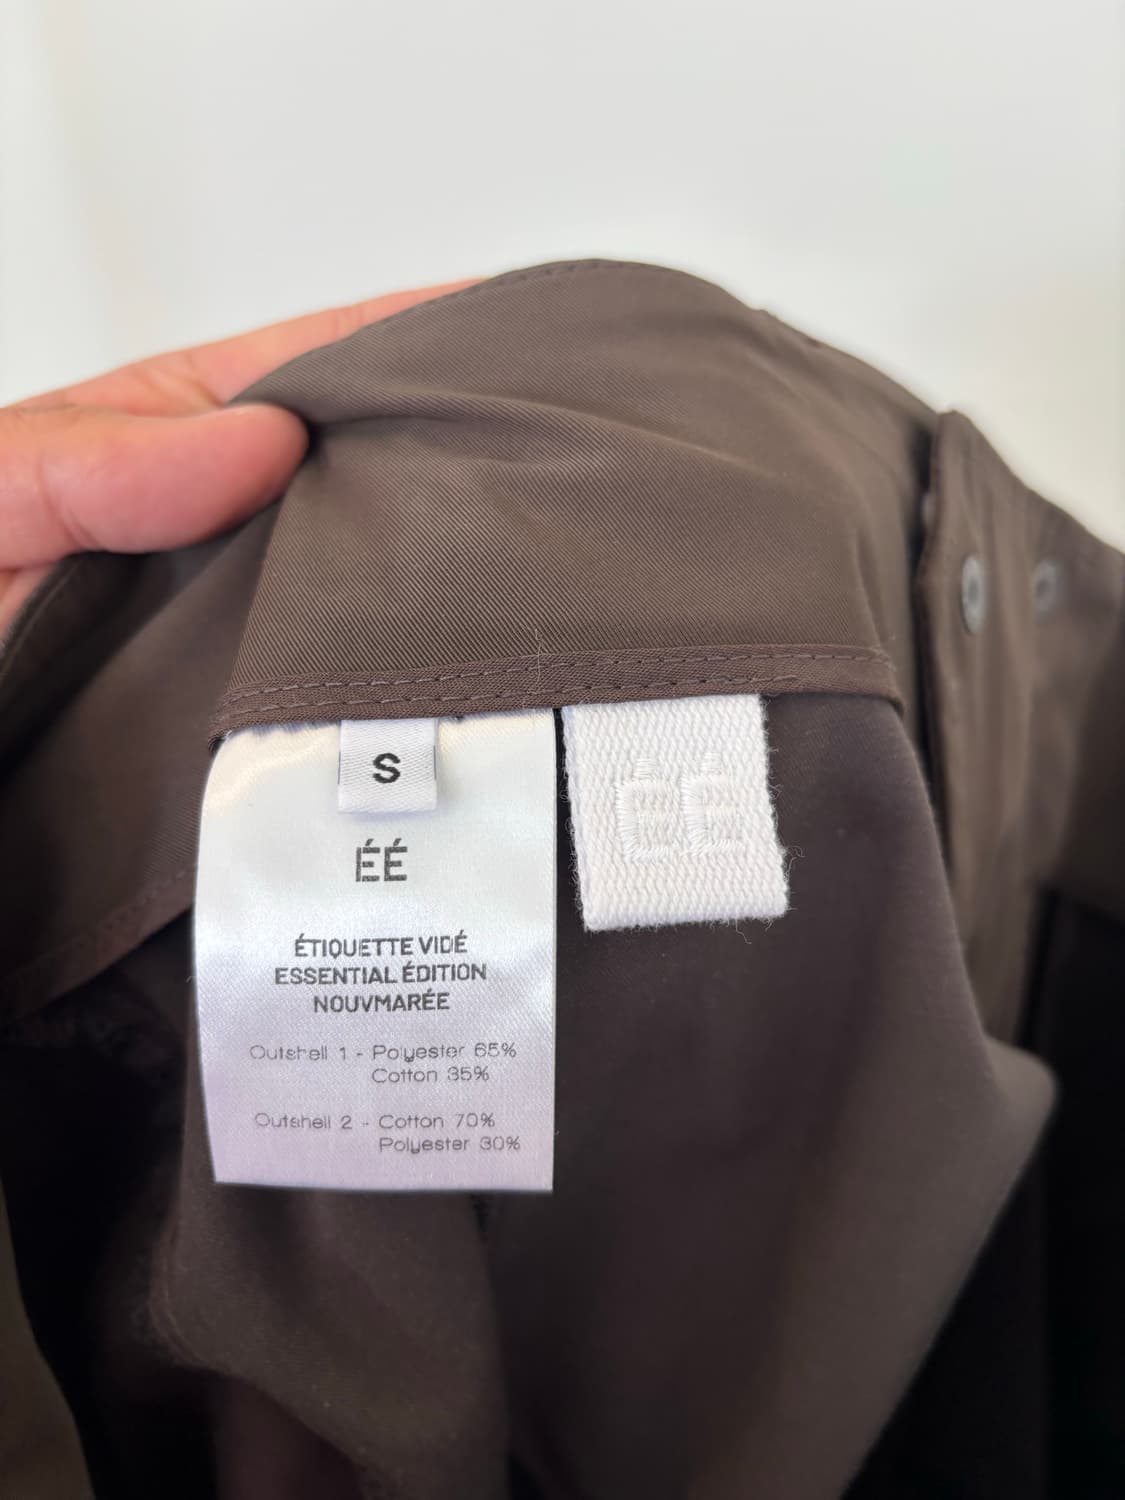 S
ÉÉ
ÉÉ
ÉTIQUETTE VIDÉ
ESSENTIAL ÉDITION
NOUVMARÉE
Outshell 1 - Polyester 65%
Cotton 35%
Outshell 2 - Cotton 70%
Polyester 30%